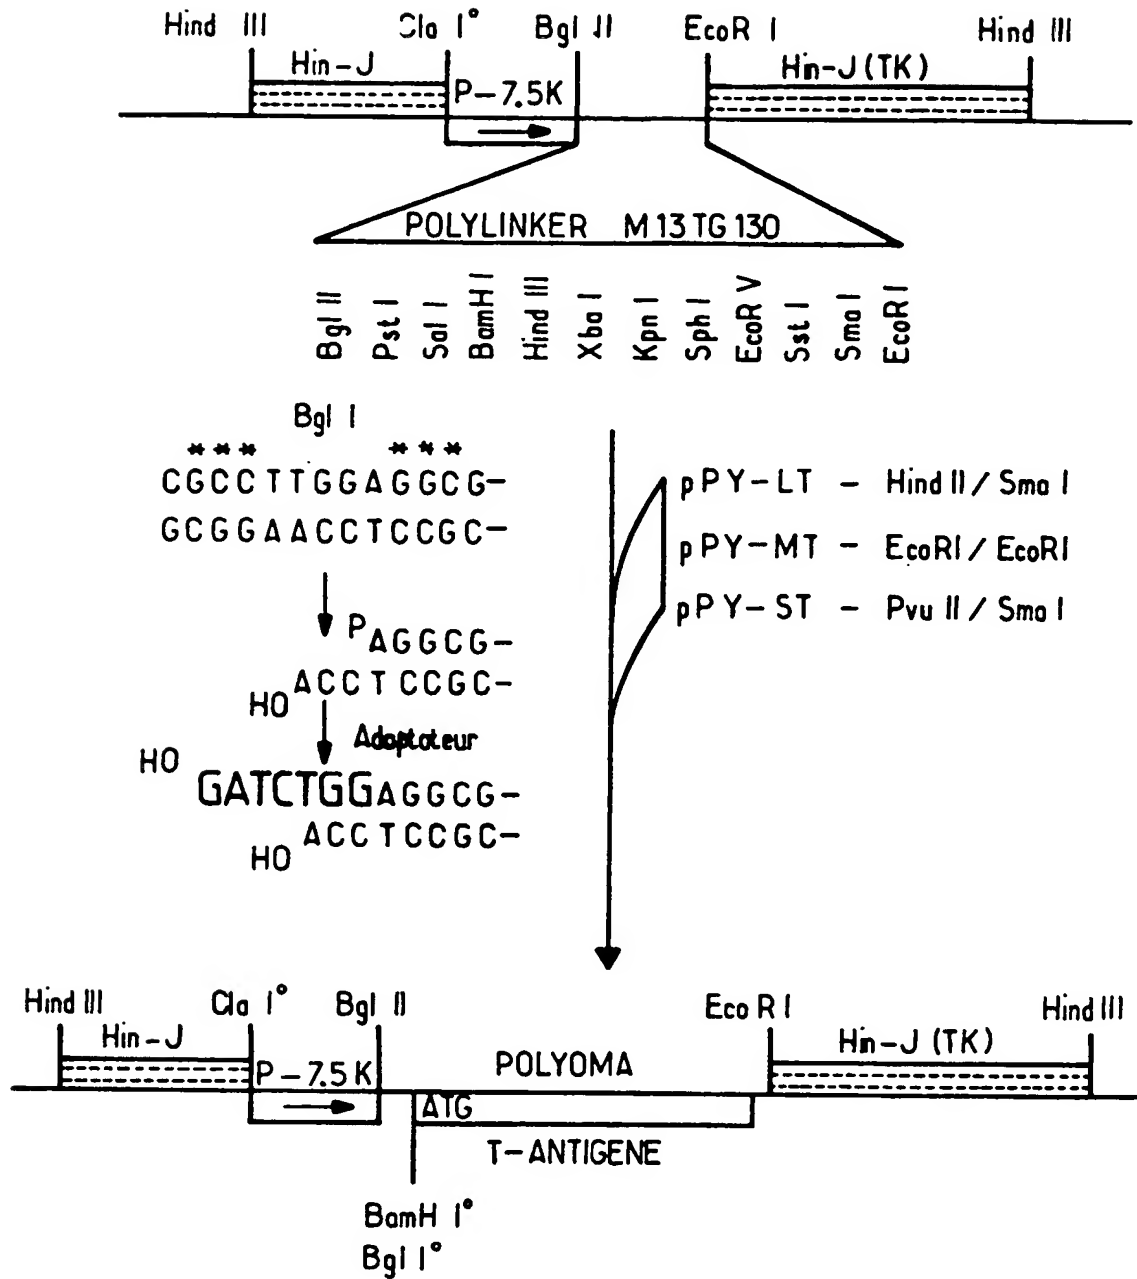 Hind III Cla I° Bgl II EcoR I Hind III
Hin-J P-7.5K Hin-J (TK)
POLYLINKER M13TG130
Bgl II
Pst I
Sal I
BamH I
Hind III
Xba I
Kpn I
Sph I
EcoR V
Sst I
Sma I
EcoR I
Bgl I
*** ***
CGCCTTGGAGGCG-
GCGGAACCTCCGC-
PAGGCG-
ACCTCCGC-
HO
Adaptateur
HO
GATCTGGAGGCG-
ACCTCCGC-
HO
pPY-LT - Hind II / Sma I
pPY-MT - EcoRI / EcoRI
pPY-ST - Pvu II / Sma I
Hind III Cla I° Bgl II Eco R I Hind III
Hin-J P-7.5K POLYOMA Hin-J (TK)
ATG
T-ANTIGENE
BamH I°
Bgl I°